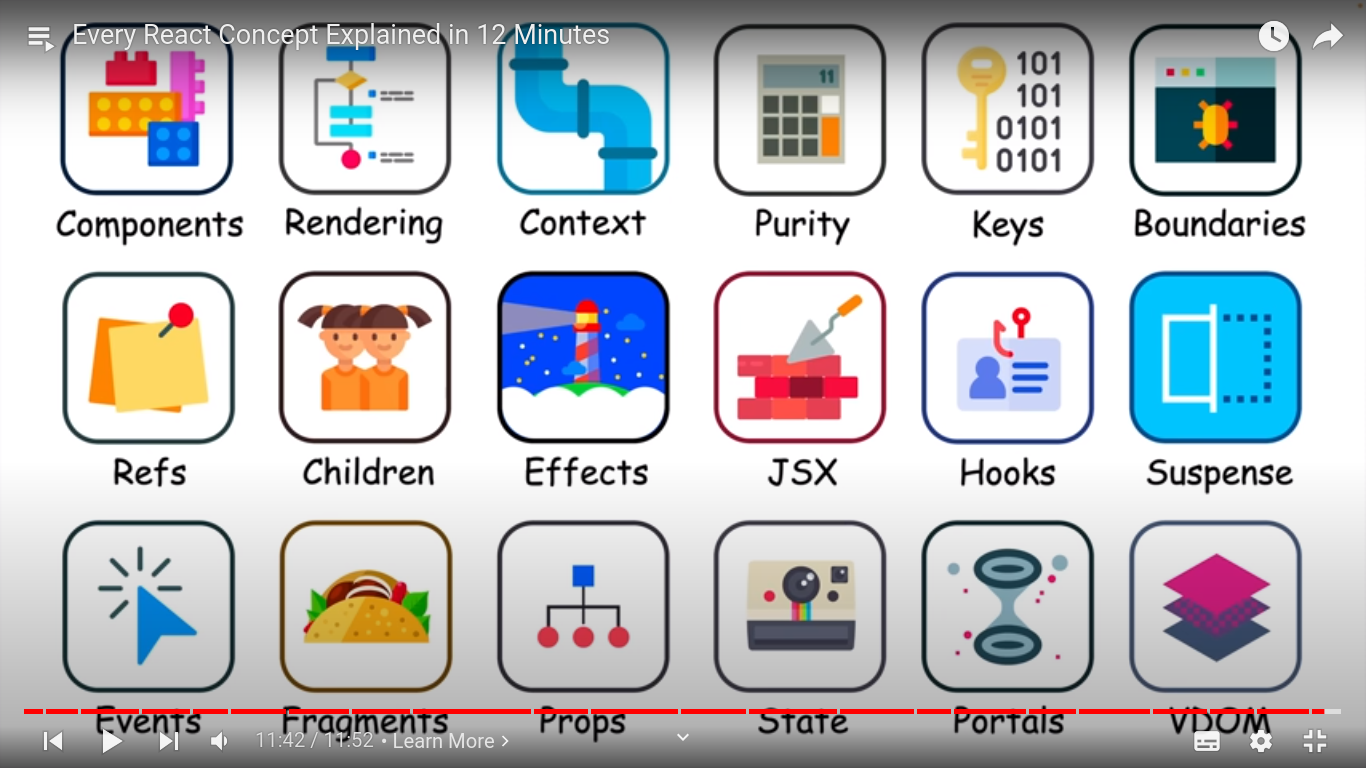 Every React Concept Explained in 12 Minutes
11
101
101
0101
0101
Components Rendering Context Purity Keys Boundaries
Refs Children Effects JSX Hooks Suspense
Events Fragments Props State Portals VDOM
11:42 / 11:52 • Learn More